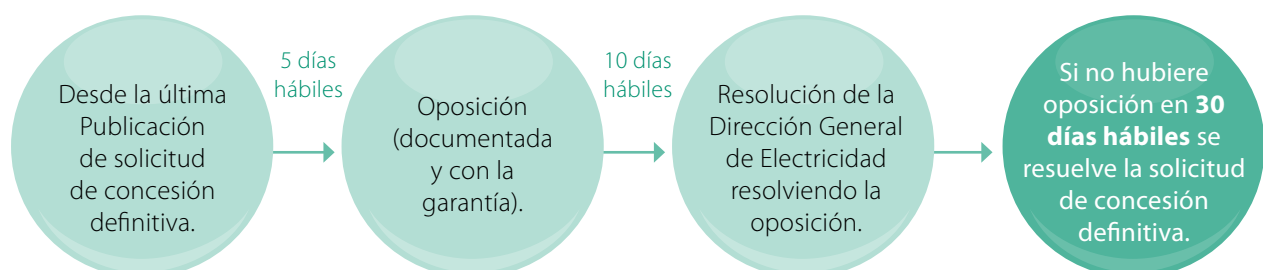 Desde la última
Publicación
de solicitud
de concesión
definitiva.
5 días
hábiles
Oposición
(documentada
y con la
garantía).
10 días
hábiles
Resolución de la
Dirección General
de Electricidad
resolviendo la
oposición.
Si no hubiere
oposición en 30
días hábiles se
resuelve la solicitud
de concesión
definitiva.